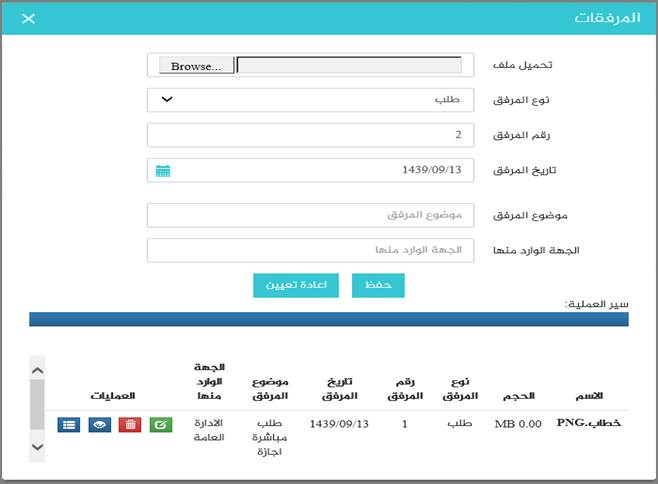 المرفقات
تحميل ملف
Browse...
نوع المرفق
طلب
رقم المرفق
2
تاريخ المرفق
1439/09/13
موضوع المرفق
موضوع المرفق
الجهة الوارد منها
الجهة الوارد منها
حفظ
اعادة تعيين
سير العملية:
الاسم
الحجم
نوع
المرفق
رقم
المرفق
تاريخ
المرفق
موضوع
المرفق
الجهة
الوارد
منها
العمليات
خطاب.PNG
0.00 MB
طلب
1
1439/09/13
طلب
مباشرة
اجازة
الادارة
العامة